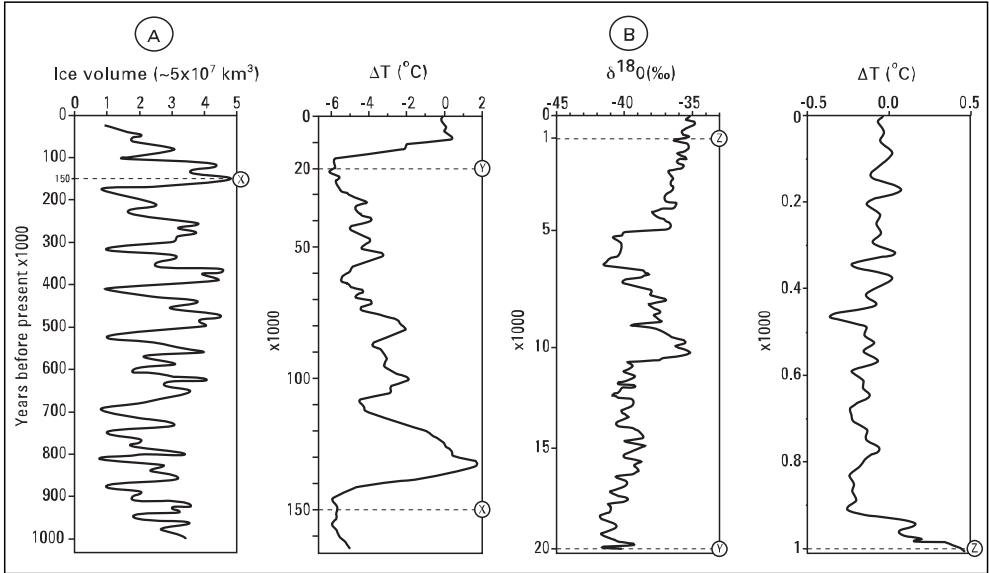 A
B
Ice volume (~5x10⁷ km³)
ΔT (°C)
δ¹⁸O(‰)
ΔT (°C)
0 1 2 3 4 5
-6 -4 -2 0 2
-45 -40 -35
-0.5 0.0 0.5
Years before present x1000
0
100
150
200
300
400
500
600
700
800
900
1000
X
x1000
0
20
50
100
150
Y
X
x1000
0
1
5
10
15
20
Z
Y
x1000
0
0.2
0.4
0.6
0.8
1
Z